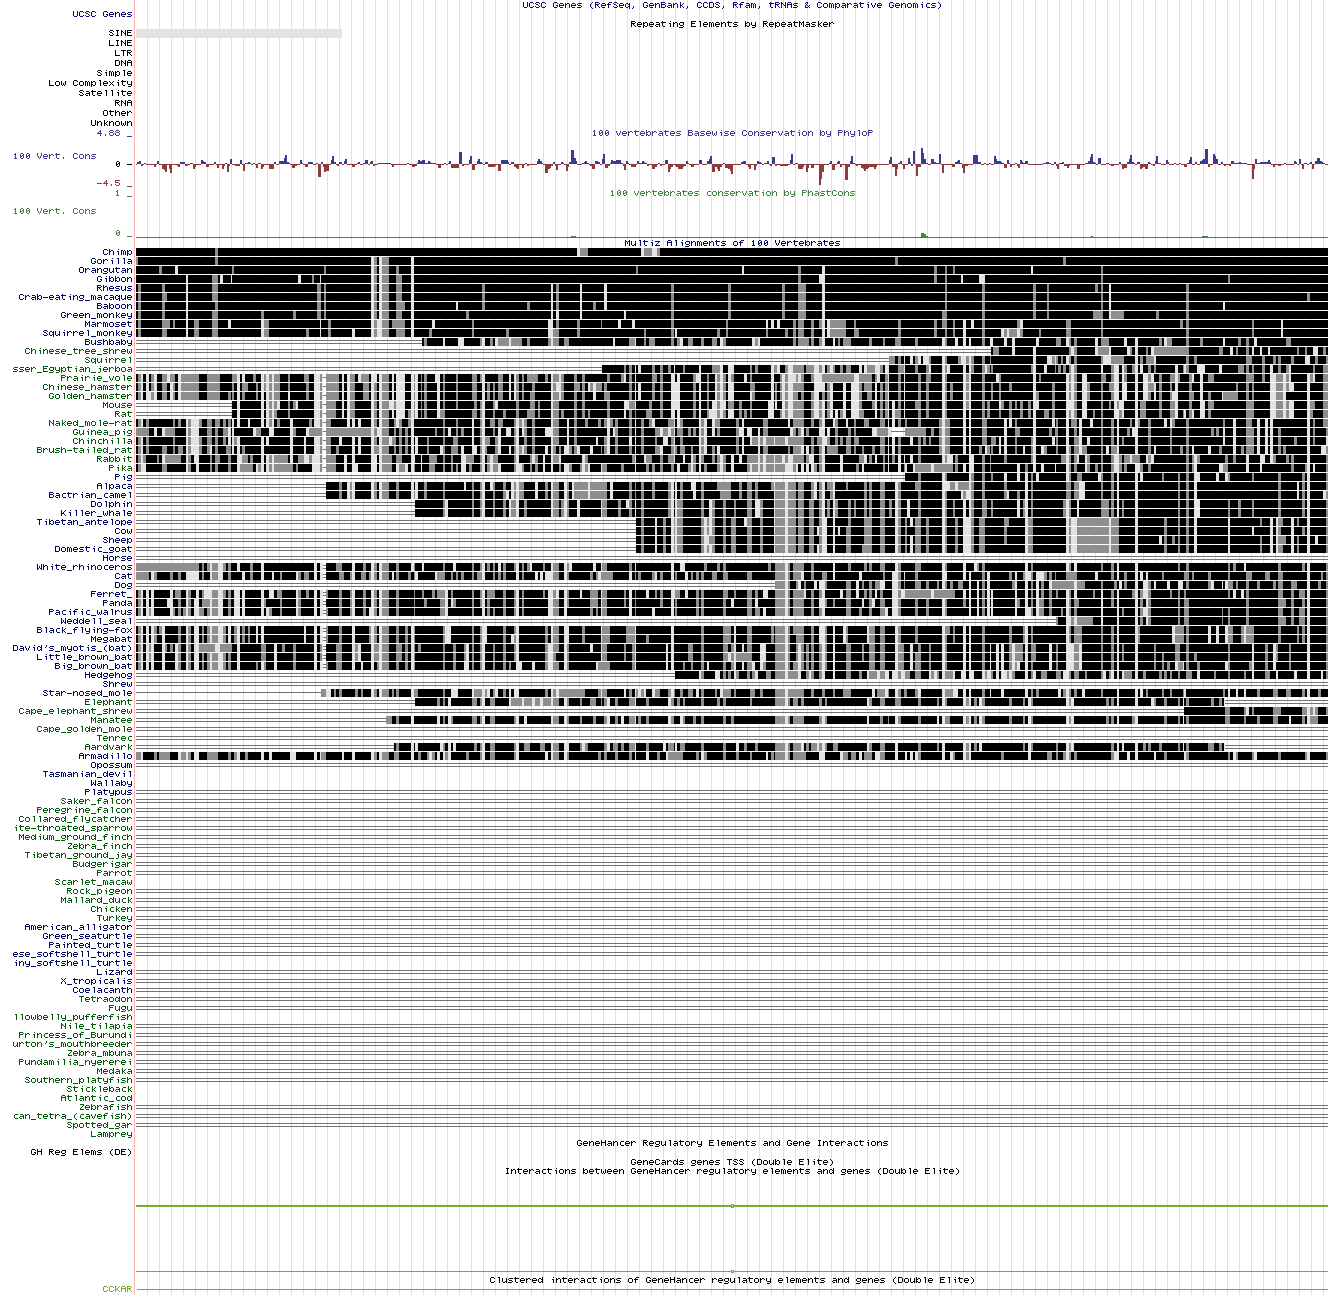 UCSC Genes (RefSeq, GenBank, CCDS, Rfam, tRNAs & Comparative Genomics)
UCSC Genes
Repeating Elements by RepeatMasker
SINE
LINE
LTR
DNA
Simple
Low Complexity
Satellite
RNA
Other
Unknown
100 vertebrates Basewise Conservation by PhyloP
4.88 _
100 Vert. Cons
0 _
-4.5 _
100 vertebrates conservation by PhastCons
1 _
100 Vert. Cons
0 _
Multiz Alignments of 100 Vertebrates
Chimp
Gorilla
Orangutan
Gibbon
Rhesus
Crab-eating_macaque
Baboon
Green_monkey
Marmoset
Squirrel_monkey
Bushbaby
Chinese_tree_shrew
Squirrel
sser_Egyptian_jerboa
Prairie_vole
Chinese_hamster
Golden_hamster
Mouse
Rat
Naked_mole-rat
Guinea_pig
Chinchilla
Brush-tailed_rat
Rabbit
Pika
Pig
Alpaca
Bactrian_camel
Dolphin
Killer_whale
Tibetan_antelope
Cow
Sheep
Domestic_goat
Horse
White_rhinoceros
Cat
Dog
Ferret_
Panda
Pacific_walrus
Weddell_seal
Black_flying-fox
Megabat
David's_myotis_(bat)
Little_brown_bat
Big_brown_bat
Hedgehog
Shrew
Star-nosed_mole
Elephant
Cape_elephant_shrew
Manatee
Cape_golden_mole
Tenrec
Aardvark
Armadillo
Opossum
Tasmanian_devil
Wallaby
Platypus
Saker_falcon
Peregrine_falcon
Collared_flycatcher
ite-throated_sparrow
Medium_ground_finch
Zebra_finch
Tibetan_ground_jay
Budgerigar
Parrot
Scarlet_macaw
Rock_pigeon
Mallard_duck
Chicken
Turkey
American_alligator
Green_seaturtle
Painted_turtle
ese_softshell_turtle
iny_softshell_turtle
Lizard
X_tropicalis
Coelacanth
Tetraodon
Fugu
llowbelly_pufferfish
Nile_tilapia
Princess_of_Burundi
urton's_mouthbreeder
Zebra_mbuna
Pundamilia_nyererei
Medaka
Southern_platyfish
Stickleback
Atlantic_cod
Zebrafish
can_tetra_(cavefish)
Spotted_gar
Lamprey
GeneHancer Regulatory Elements and Gene Interactions
GH Reg Elems (DE)
GeneCards genes TSS (Double Elite)
Interactions between GeneHancer regulatory elements and genes (Double Elite)
Clustered interactions of GeneHancer regulatory elements and genes (Double Elite)
CCKAR